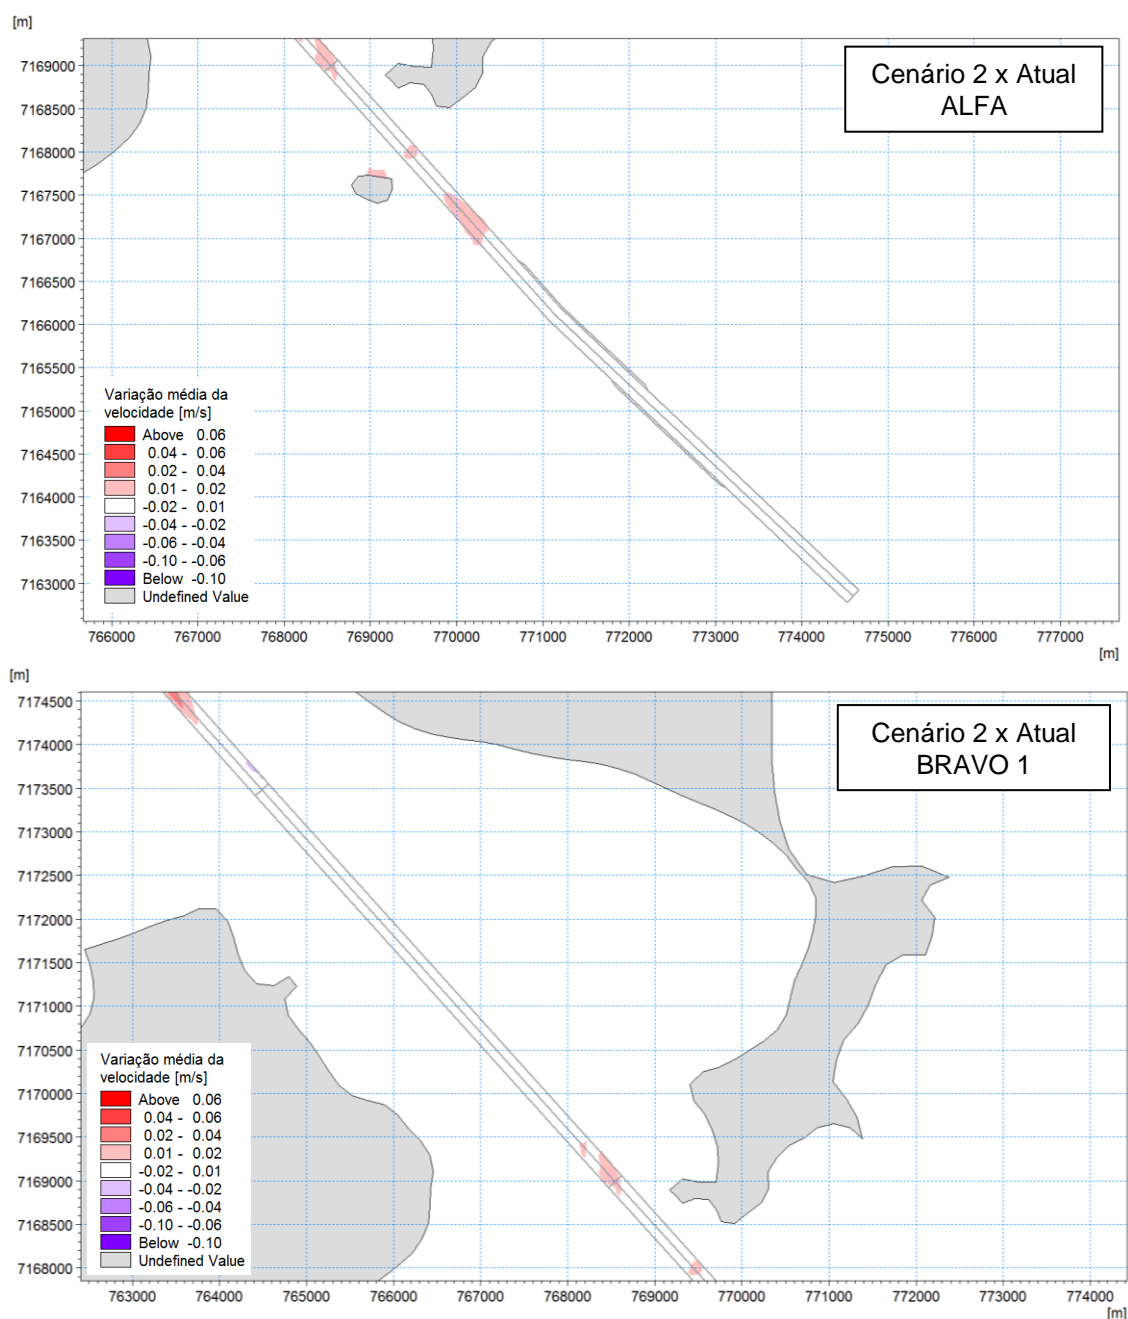 [m]
7169000
7168500
7168000
7167500
7167000
7166500
7166000
7165500
7165000
7164500
7164000
7163500
7163000
Cenário 2 x Atual
ALFA
Variação média da
velocidade [m/s]
Above 0.06
0.04 - 0.06
0.02 - 0.04
0.01 - 0.02
-0.02 - 0.01
-0.04 - -0.02
-0.06 - -0.04
-0.10 - -0.06
Below -0.10
Undefined Value
766000 767000 768000 769000 770000 771000 772000 773000 774000 775000 776000 777000
[m]
[m]
7174500
7174000
7173500
7173000
7172500
7172000
7171500
7171000
7170500
7170000
7169500
7169000
7168500
7168000
Cenário 2 x Atual
BRAVO 1
Variação média da
velocidade [m/s]
Above 0.06
0.04 - 0.06
0.02 - 0.04
0.01 - 0.02
-0.02 - 0.01
-0.04 - -0.02
-0.06 - -0.04
-0.10 - -0.06
Below -0.10
Undefined Value
763000 764000 765000 766000 767000 768000 769000 770000 771000 772000 773000 774000
[m]